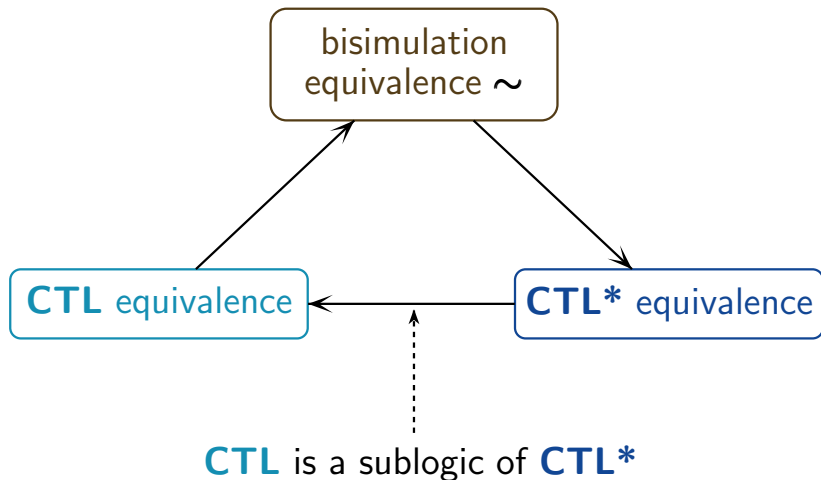 bisimulation
equivalence ∼
CTL equivalence
CTL* equivalence
CTL is a sublogic of CTL*